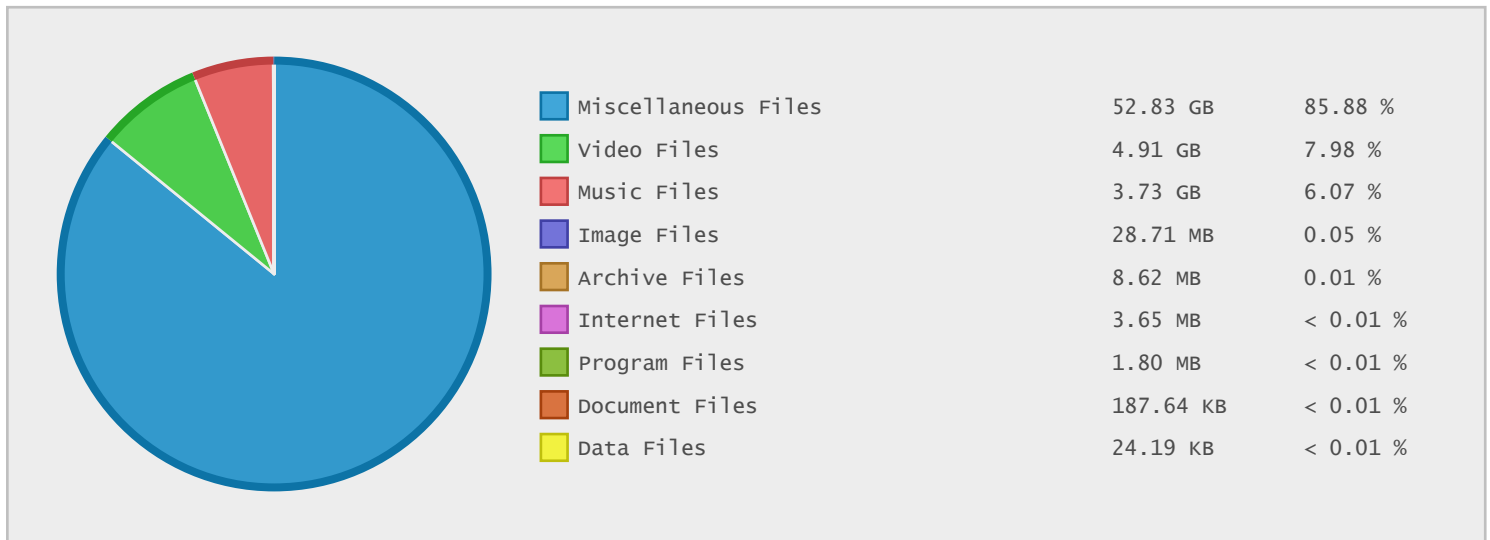 Miscellaneous Files 52.83 GB 85.88 %
Video Files 4.91 GB 7.98 %
Music Files 3.73 GB 6.07 %
Image Files 28.71 MB 0.05 %
Archive Files 8.62 MB 0.01 %
Internet Files 3.65 MB < 0.01 %
Program Files 1.80 MB < 0.01 %
Document Files 187.64 KB < 0.01 %
Data Files 24.19 KB < 0.01 %